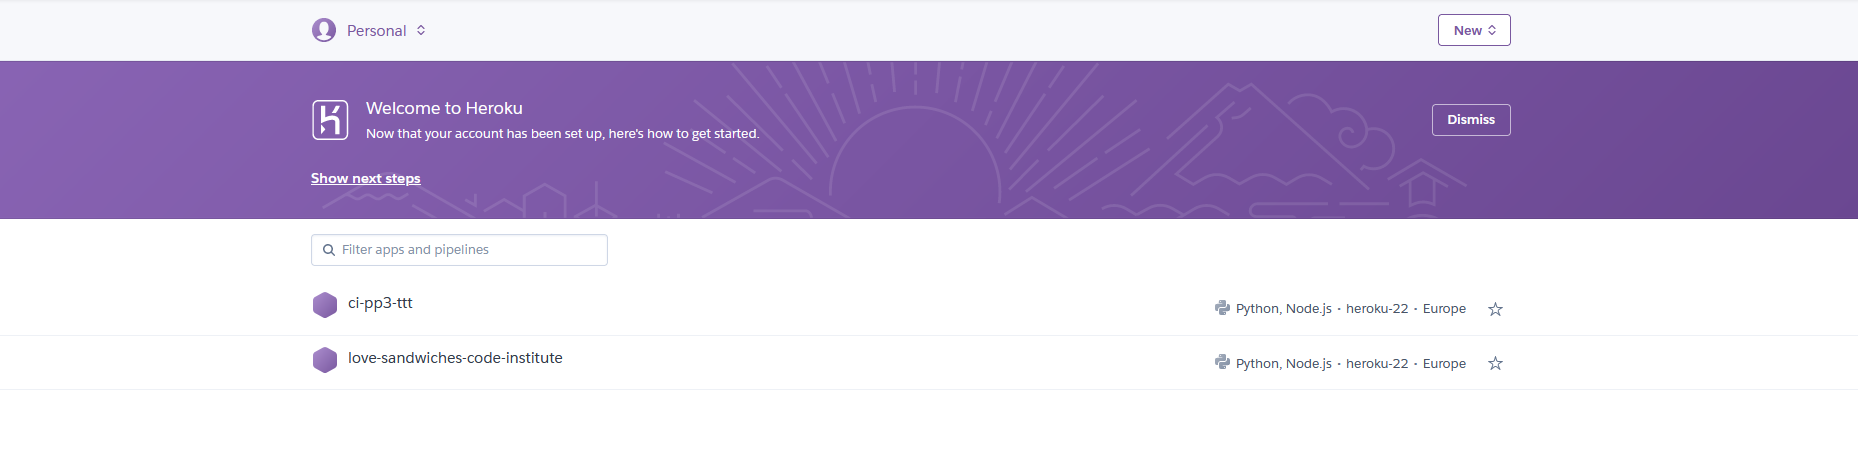 Personal
New
Welcome to Heroku
Now that your account has been set up, here's how to get started.
Dismiss
Show next steps
Filter apps and pipelines
ci-pp3-ttt
Python, Node.js · heroku-22 · Europe
love-sandwiches-code-institute
Python, Node.js · heroku-22 · Europe